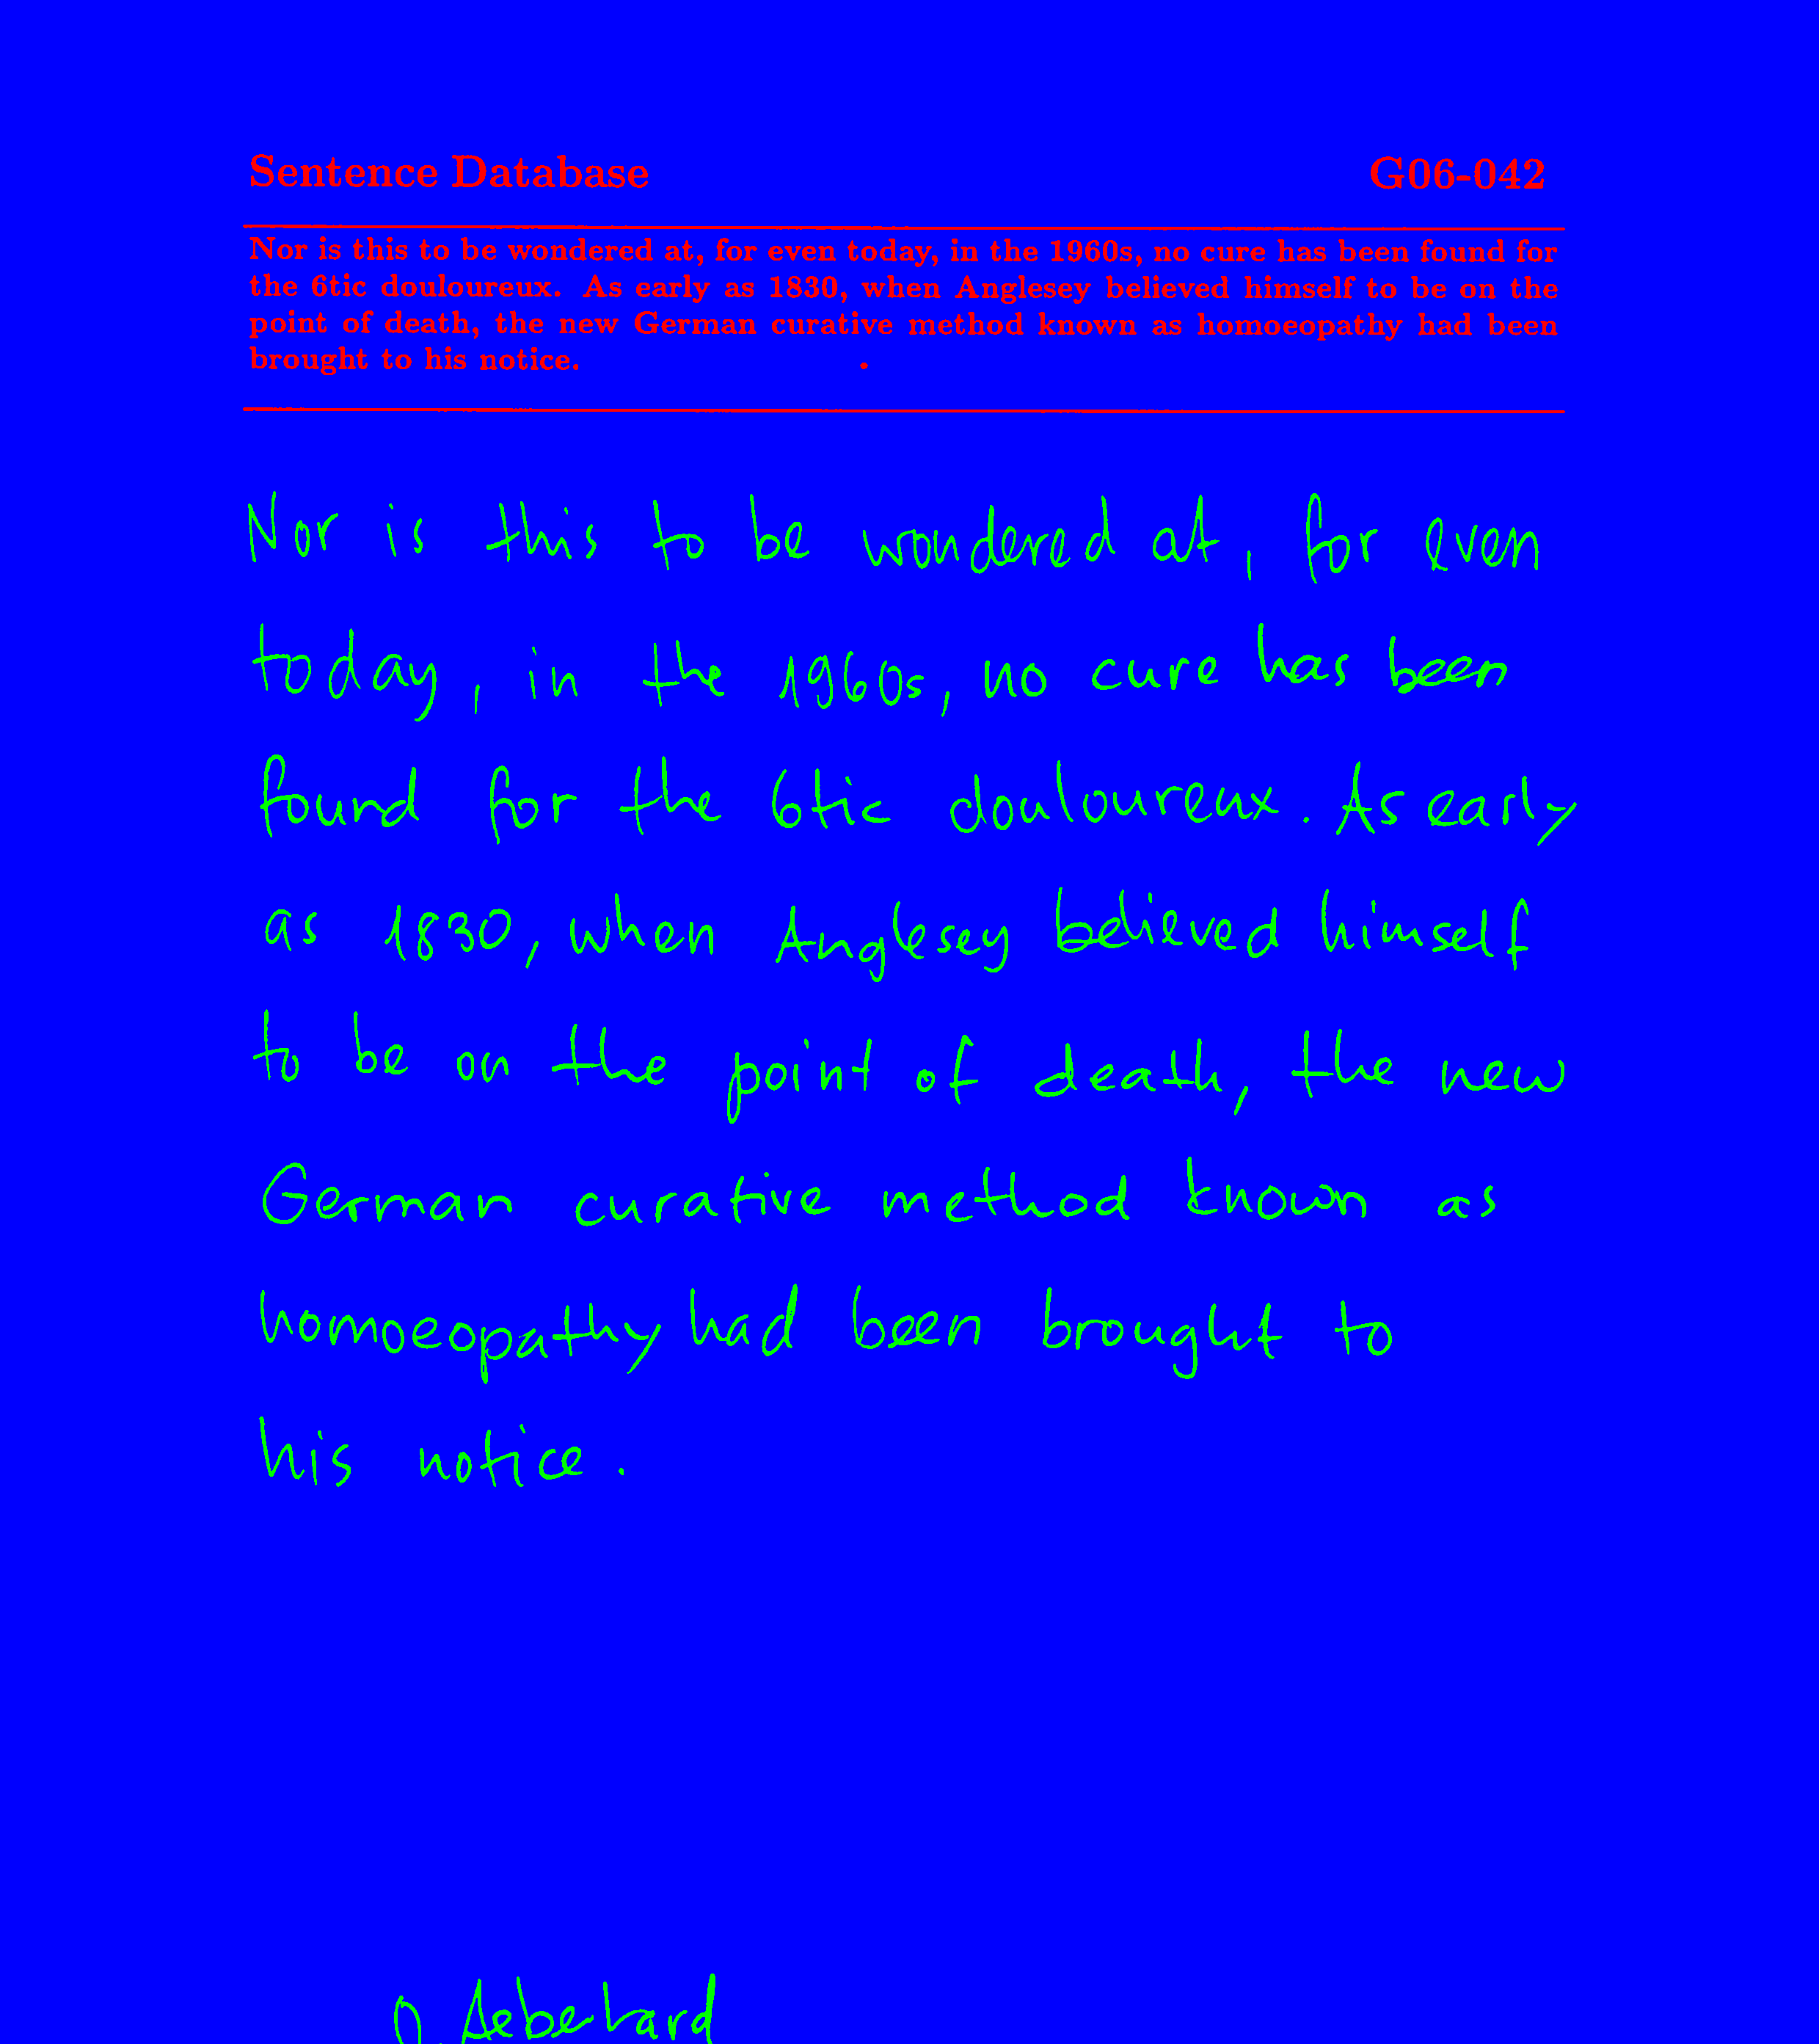 Sentence Database G06-042
Nor is this to be wondered at, for even today, in the 1960s, no cure has been found for
the 6tic douloureux. As early as 1830, when Anglesey believed himself to be on the
point of death, the new German curative method known as homoeopathy had been
brought to his notice.
Nor is this to be wondered at, for even
today, in the 1960s, no cure has been
found for the 6tic douloureux. As early
as 1830, when Anglesey believed himself
to be on the point of death, the new
German curative method known as
homoeopathy had been brought to
his notice.